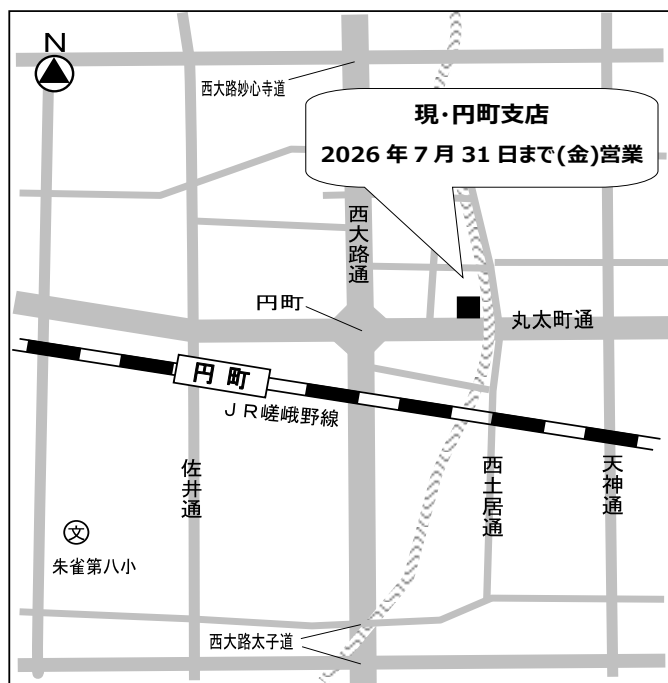 N
西大路妙心寺道
現・円町支店
2026年7月31日まで(金)営業
西大路通
円町
丸太町通
円町
JR嵯峨野線
佐井通
西土居通
天神通
文
朱雀第八小
西大路太子道